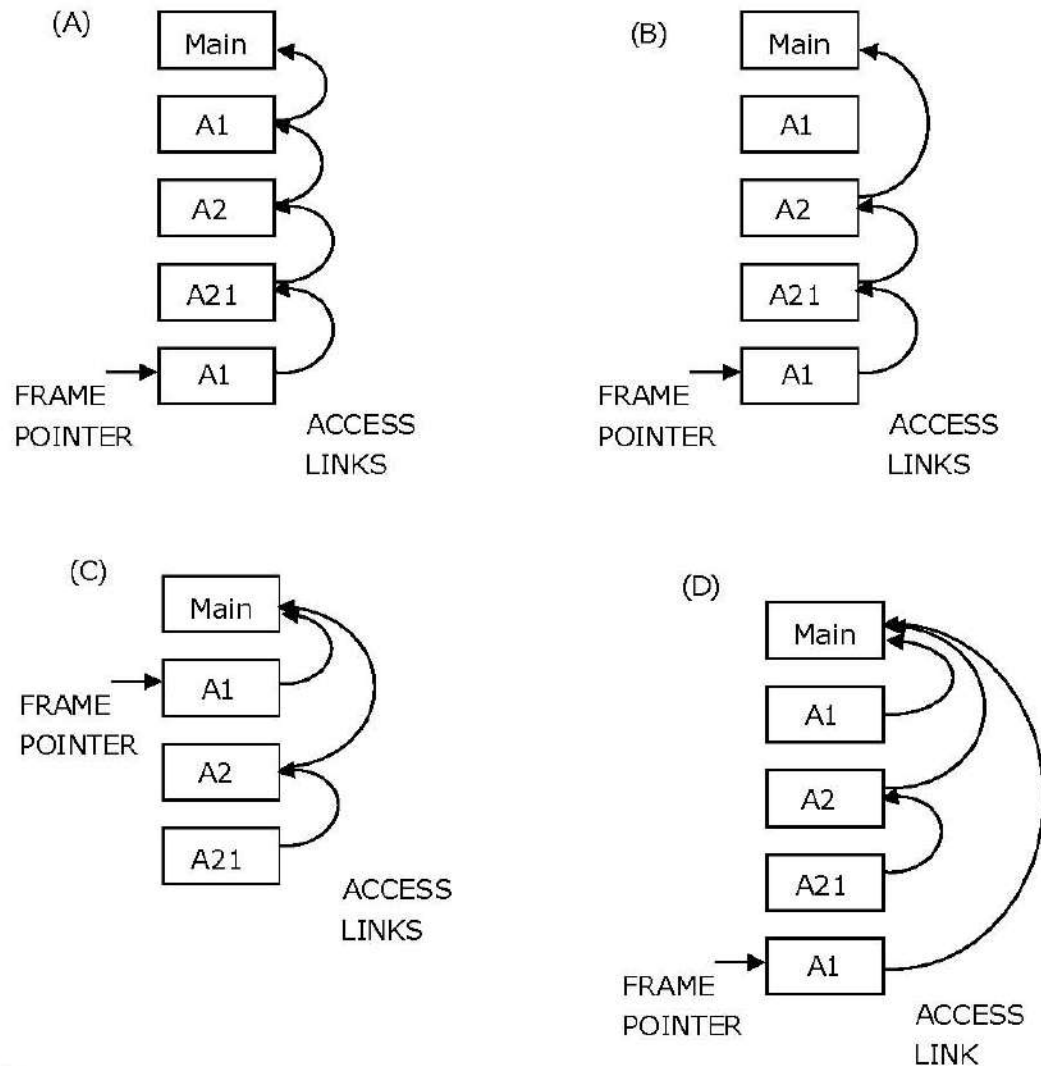 (A)
Main
A1
A2
A21
A1
FRAME
POINTER
ACCESS
LINKS
(B)
Main
A1
A2
A21
A1
FRAME
POINTER
ACCESS
LINKS
(C)
Main
A1
FRAME
POINTER
A2
A21
ACCESS
LINKS
(D)
Main
A1
A2
A21
A1
FRAME
POINTER
ACCESS
LINK